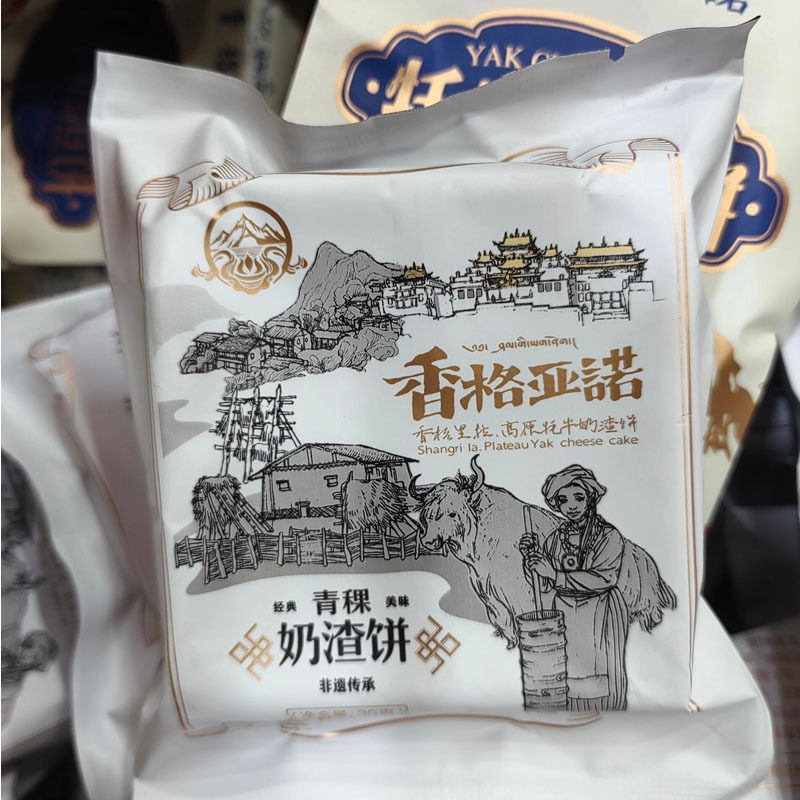 YAK
香格亚諾
香格里拉.高原牦牛奶渣饼
Shangri la.Plateau Yak cheese cake
经典 青稞 美味
奶渣饼
非遗传承